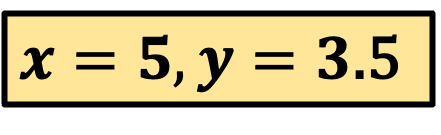 x = 5, y = 3.5